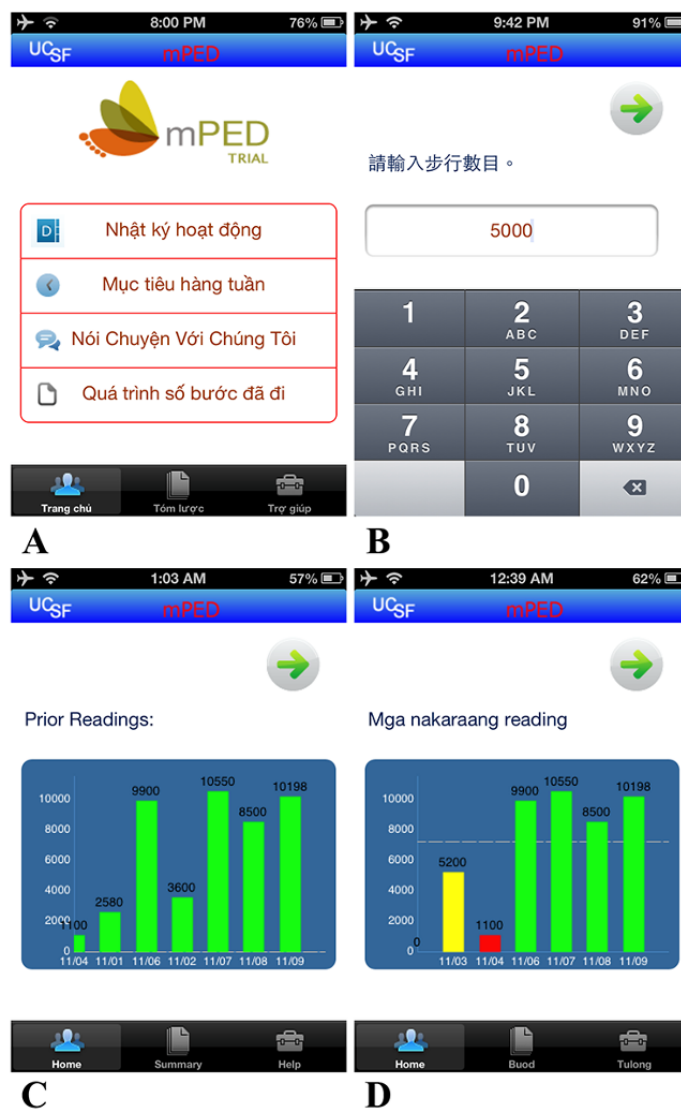 8:00 PM 76%
UCSF mPED
mPED
TRIAL
D
Nhật ký hoạt động
Mục tiêu hàng tuần
Nói Chuyện Với Chúng Tôi
Quá trình số bước đã đi
Trang chủ Tóm lược Trợ giúp
A
9:42 PM 91%
UCSF mPED
請輸入步行數目。
5000
1 2 3
ABC DEF
4 5 6
GHI JKL MNO
7 8 9
PQRS TUV WXYZ
0
B
1:03 AM 57%
UCSF mPED
Prior Readings:
10550
9900 10198
10000
8500
8000
6000
4000
3600
2580
2000
1100
0
11/04 11/01 11/06 11/02 11/07 11/08 11/09
Home Summary Help
C
12:39 AM 62%
UCSF mPED
Mga nakaraang reading
10550
9900 10198
10000
8500
8000
6000
5200
4000
2000
1100
0 0
11/03 11/04 11/06 11/07 11/08 11/09
Home Buod Tulong
D